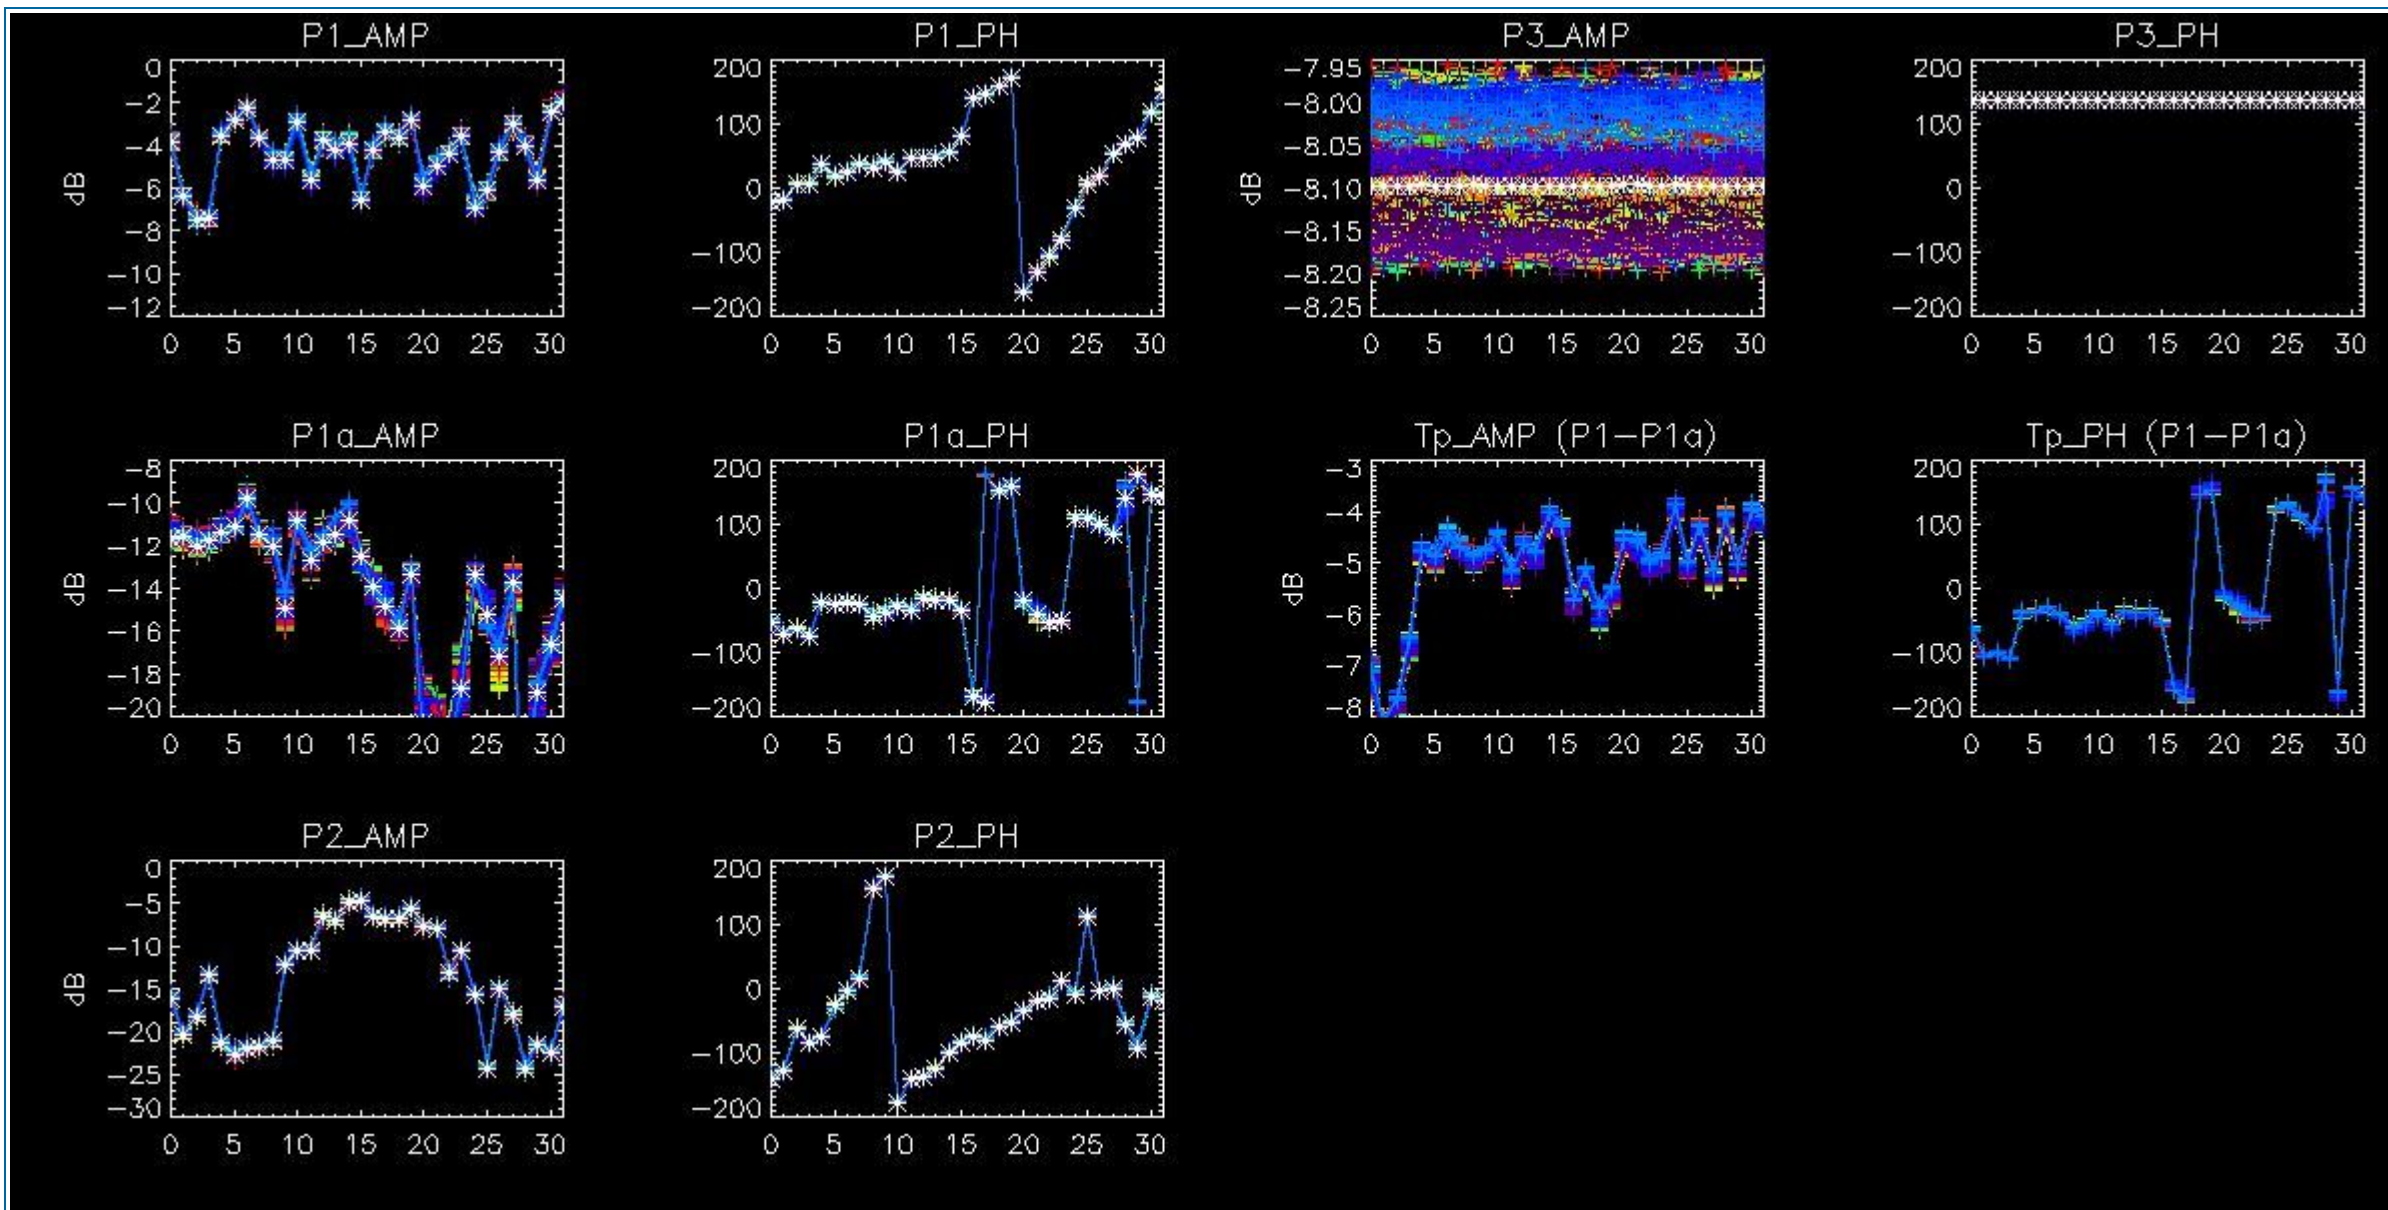 P1_AMP
0
−2
−4
−6
−8
−10
−12
dB
0 5 10 15 20 25 30
P1_PH
200
100
0
−100
−200
0 5 10 15 20 25 30
P3_AMP
−7.95
−8.00
−8.05
−8.10
−8.15
−8.20
−8.25
dB
0 5 10 15 20 25 30
P3_PH
200
100
0
−100
−200
0 5 10 15 20 25 30
P1a_AMP
−8
−10
−12
−14
−16
−18
−20
dB
0 5 10 15 20 25 30
P1a_PH
200
100
0
−100
−200
0 5 10 15 20 25 30
Tp_AMP (P1−P1a)
−3
−4
−5
−6
−7
−8
dB
0 5 10 15 20 25 30
Tp_PH (P1−P1a)
200
100
0
−100
−200
0 5 10 15 20 25 30
P2_AMP
0
−5
−10
−15
−20
−25
−30
dB
0 5 10 15 20 25 30
P2_PH
200
100
0
−100
−200
0 5 10 15 20 25 30